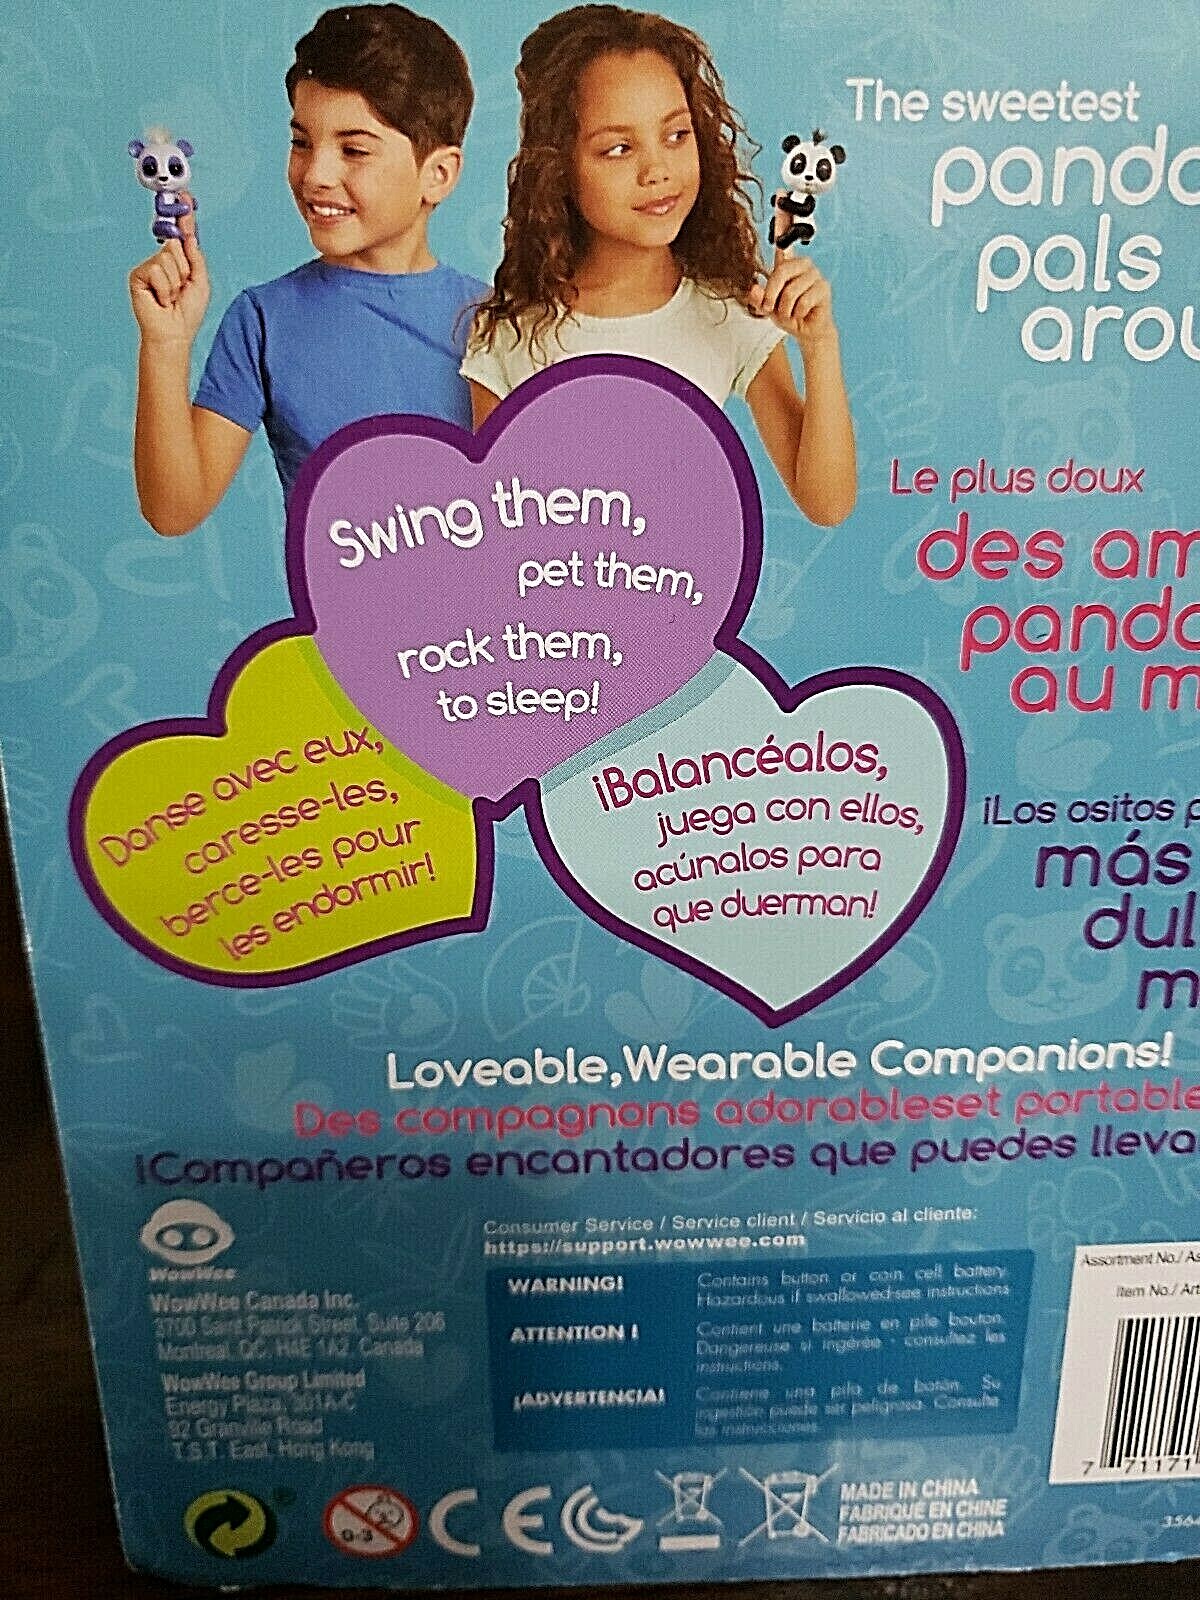 The sweetest
pals
Le plus doux
des
au
¡Los ositos
más
Swing them,
pet them,
rock them,
to sleep!
Danse avec eux,
caresse-les,
berce-les pour
les endormir!
¡Balancéalos,
juega con ellos,
acúnalos para
que duerman!
Loveable, Wearable Companions!
Des compagnons adorableset
¡Compañeros encantadores que puedes
WowWee
WowWee Canada Inc.
3700 Saint Patrick Street, Suite 206
Montreal, QC, H4E 1A2, Canada
WowWee Group Limited
Energy Plaza, 301A-C
92 Granville Road
T.S.T. East, Hong Kong
Consumer Service / Service client / Servicio al cliente:
https://support.wowwee.com
WARNING!
Contains button or coin cell battery.
Hazardous if swallowed-see instructions
ATTENTION !
Contient une batterie en pile bouton.
Dangereuse si ingérée - consultez les
instructions.
¡ADVERTENCIA!
Contiene una pila de botón. Su
ingestión puede ser peligrosa. Consulte
las instrucciones.
Assortment No./
Item No./
7 71171
0-3
CE
MADE IN CHINA
FABRIQUÉ EN CHINE
FABRICADO EN CHINA